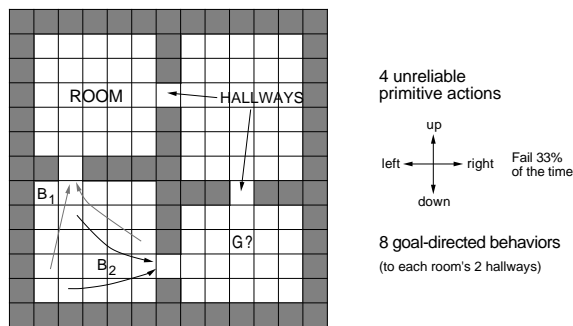 ROOM
HALLWAYS
B1
B2
G?
4 unreliable
primitive actions
up
left
right
down
Fail 33%
of the time
8 goal-directed behaviors
(to each room's 2 hallways)